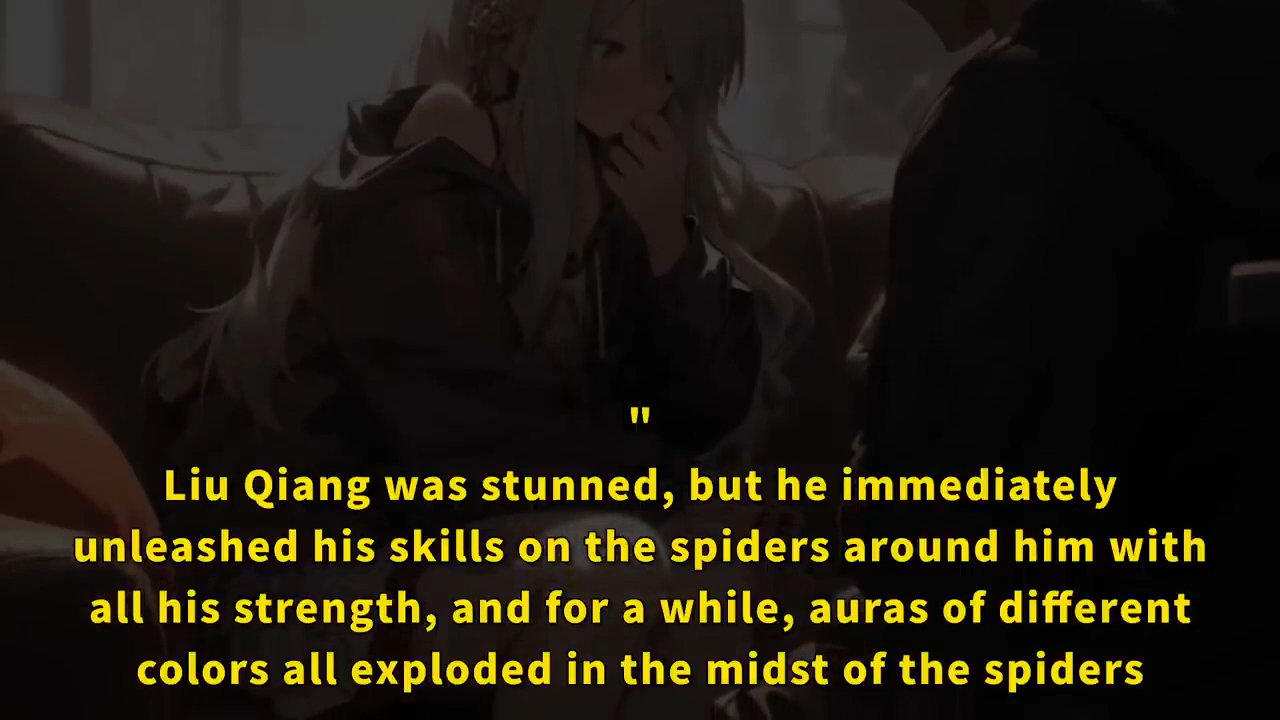 "
Liu Qiang was stunned, but he immediately
unleashed his skills on the spiders around him with
all his strength, and for a while, auras of different
colors all exploded in the midst of the spiders